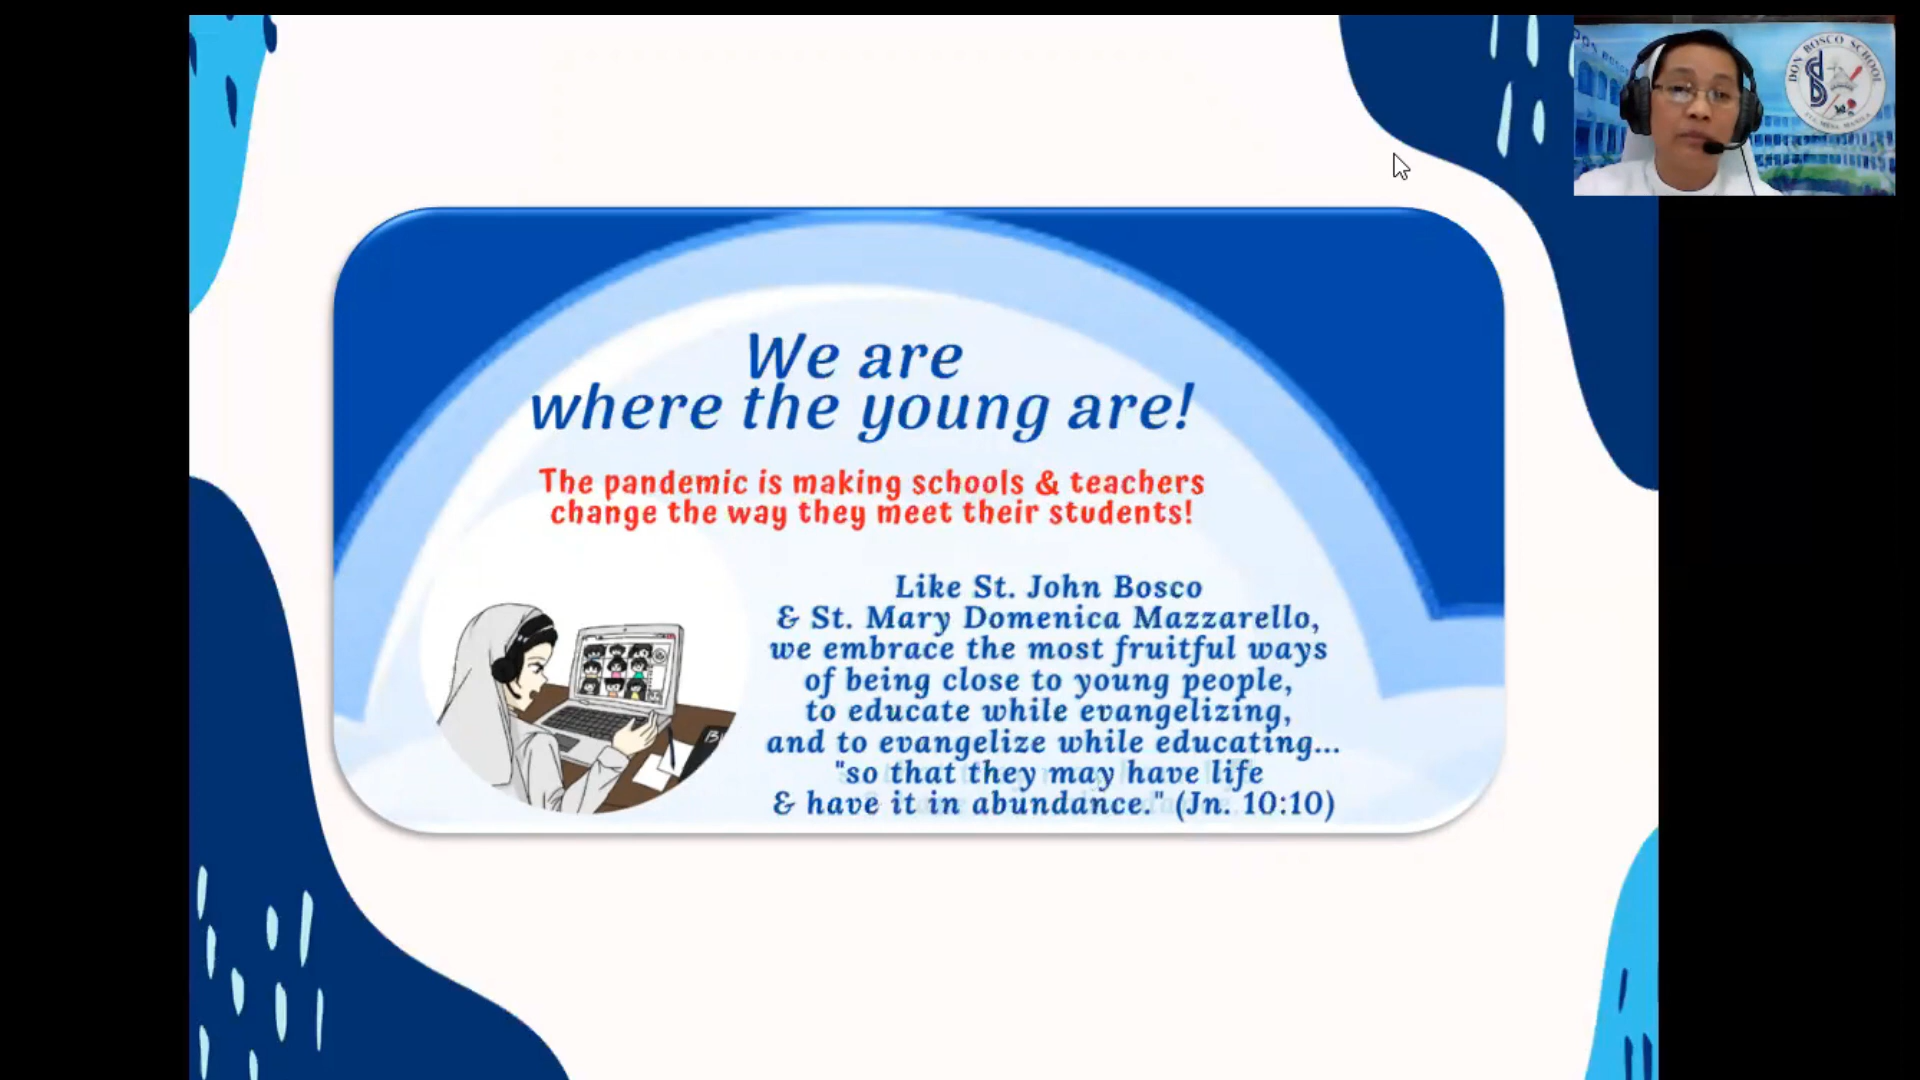 We are
where the young are!
The pandemic is making schools & teachers
change the way they meet their students!
Like St. John Bosco
& St. Mary Domenica Mazzarello,
we embrace the most fruitful ways
of being close to young people,
to educate while evangelizing,
and to evangelize while educating...
"so that they may have life
& have it in abundance." (Jn. 10:10)
DON BOSCO SCHOOL